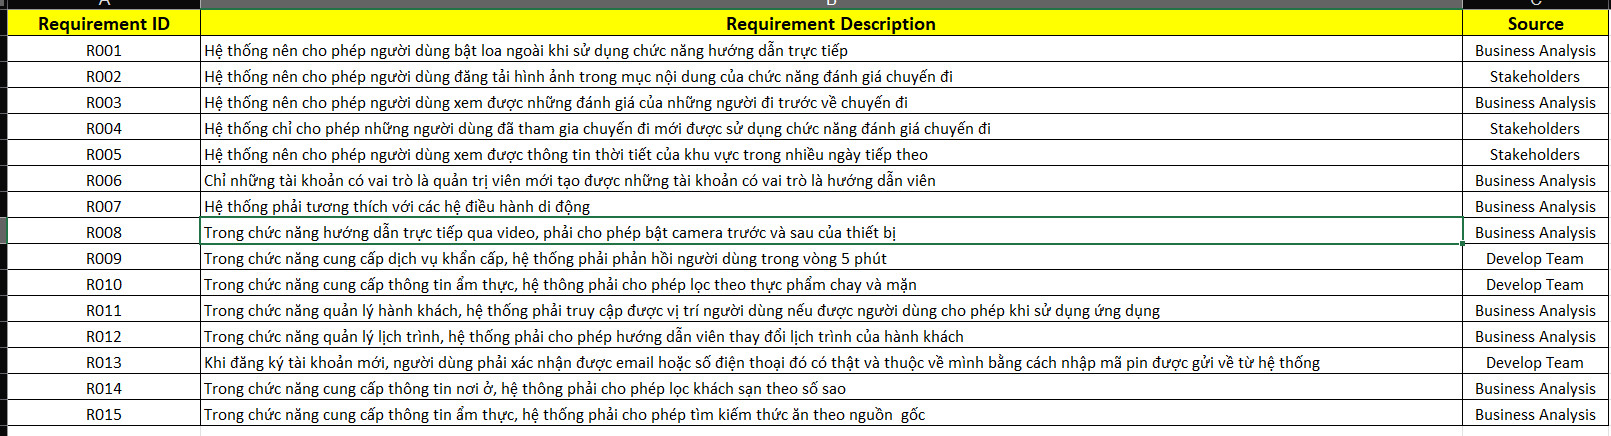 Requirement ID Requirement Description Source
R001 Hệ thống nên cho phép người dùng bật loa ngoài khi sử dụng chức năng hướng dẫn trực tiếp Business Analysis
R002 Hệ thống nên cho phép người dùng đăng tải hình ảnh trong mục nội dung của chức năng đánh giá chuyến đi Stakeholders
R003 Hệ thống nên cho phép người dùng xem được những đánh giá của những người đi trước về chuyến đi Business Analysis
R004 Hệ thống chỉ cho phép những người dùng đã tham gia chuyến đi mới được sử dụng chức năng đánh giá chuyến đi Stakeholders
R005 Hệ thống nên cho phép người dùng xem được thông tin thời tiết của khu vực trong nhiều ngày tiếp theo Stakeholders
R006 Chỉ những tài khoản có vai trò là quản trị viên mới tạo được những tài khoản có vai trò là hướng dẫn viên Business Analysis
R007 Hệ thống phải tương thích với các hệ điều hành di động Business Analysis
R008 Trong chức năng hướng dẫn trực tiếp qua video, phải cho phép bật camera trước và sau của thiết bị Business Analysis
R009 Trong chức năng cung cấp dịch vụ khẩn cấp, hệ thống phải phản hồi người dùng trong vòng 5 phút Develop Team
R010 Trong chức năng cung cấp thông tin ẩm thực, hệ thông phải cho phép lọc theo thực phẩm chay và mặn Develop Team
R011 Trong chức năng quản lý hành khách, hệ thống phải truy cập được vị trí người dùng nếu được người dùng cho phép khi sử dụng ứng dụng Business Analysis
R012 Trong chức năng quản lý lịch trình, hệ thống phải cho phép hướng dẫn viên thay đổi lịch trình của hành khách Business Analysis
R013 Khi đăng ký tài khoản mới, người dùng phải xác nhận được email hoặc số điện thoại đó có thật và thuộc về mình bằng cách nhập mã pin được gửi về từ hệ thống Develop Team
R014 Trong chức năng cung cấp thông tin nơi ở, hệ thông phải cho phép lọc khách sạn theo số sao Business Analysis
R015 Trong chức năng cung cấp thông tin ẩm thực, hệ thống phải cho phép tìm kiếm thức ăn theo nguồn  gốc Business Analysis